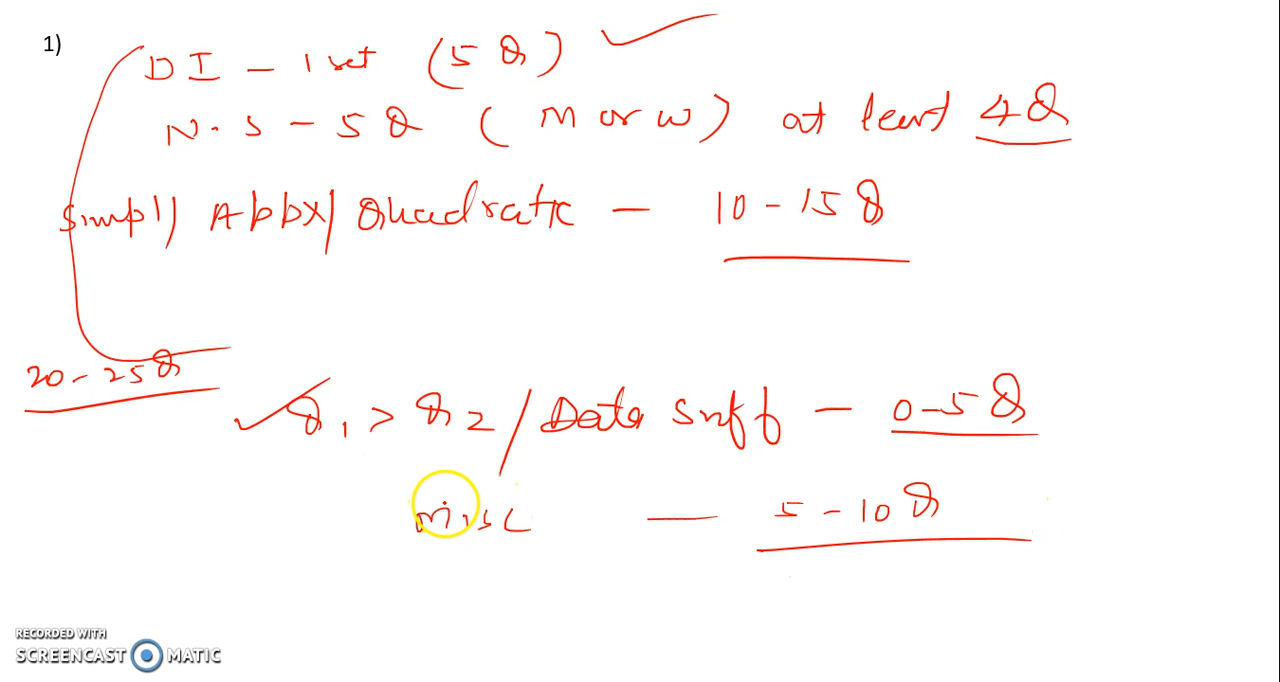 1)
DI - 1 set (5 Q)
N.S - 5 Q ( M or W ) at least 4 Q
Simpl/ Appx/ Quadratic - 10 - 15 Q
20 - 25 Q
Q1 > Q2 / Data Suff - 0 - 5 Q
Misc - 5 - 10 Q
RECORDED WITH
SCREENCAST MATIC